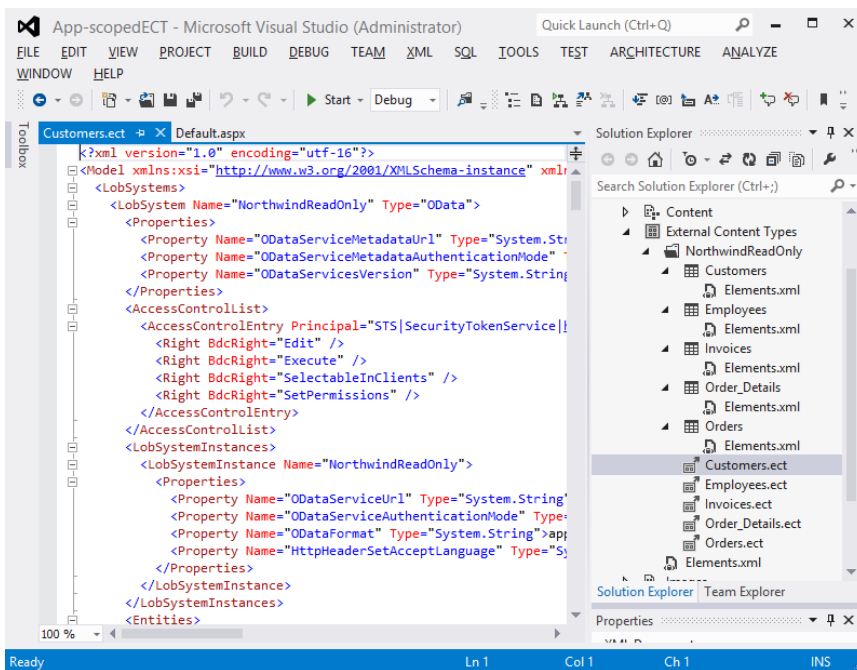 App-scopedECT - Microsoft Visual Studio (Administrator)
Quick Launch (Ctrl+Q)
FILE EDIT VIEW PROJECT BUILD DEBUG TEAM XML SQL TOOLS TEST ARCHITECTURE ANALYZE
WINDOW HELP
Start Debug
Toolbox
Customers.ect Default.aspx
<?xml version="1.0" encoding="utf-16"?>
<Model xmlns:xsi="http://www.w3.org/2001/XMLSchema-instance"
<LobSystems>
<LobSystem Name="NorthwindReadOnly" Type="OData">
<Properties>
<Property Name="ODataServiceMetadataUrl" Type="System.Str
<Property Name="ODataServiceMetadataAuthenticationMode"
<Property Name="ODataServicesVersion" Type="System.String
</Properties>
<AccessControlList>
<AccessControlEntry Principal="STS|SecurityTokenService|
<Right BdcRight="Edit" />
<Right BdcRight="Execute" />
<Right BdcRight="SelectableInClients" />
<Right BdcRight="SetPermissions" />
</AccessControlEntry>
</AccessControlList>
<LobSystemInstances>
<LobSystemInstance Name="NorthwindReadOnly">
<Properties>
<Property Name="ODataServiceUrl" Type="System.String"
<Property Name="ODataServiceAuthenticationMode" Type=
<Property Name="ODataFormat" Type="System.String">app
<Property Name="HttpHeaderSetAcceptLanguage" Type="Sy
</Properties>
</LobSystemInstance>
</LobSystemInstances>
<Entities>
100 %
Solution Explorer
Search Solution Explorer (Ctrl+;)
Content
External Content Types
NorthwindReadOnly
Customers
Elements.xml
Employees
Elements.xml
Invoices
Elements.xml
Order_Details
Elements.xml
Orders
Elements.xml
Customers.ect
Employees.ect
Invoices.ect
Order_Details.ect
Orders.ect
Elements.xml
Solution Explorer Team Explorer
Properties
Ready Ln 1 Col 1 Ch 1 INS